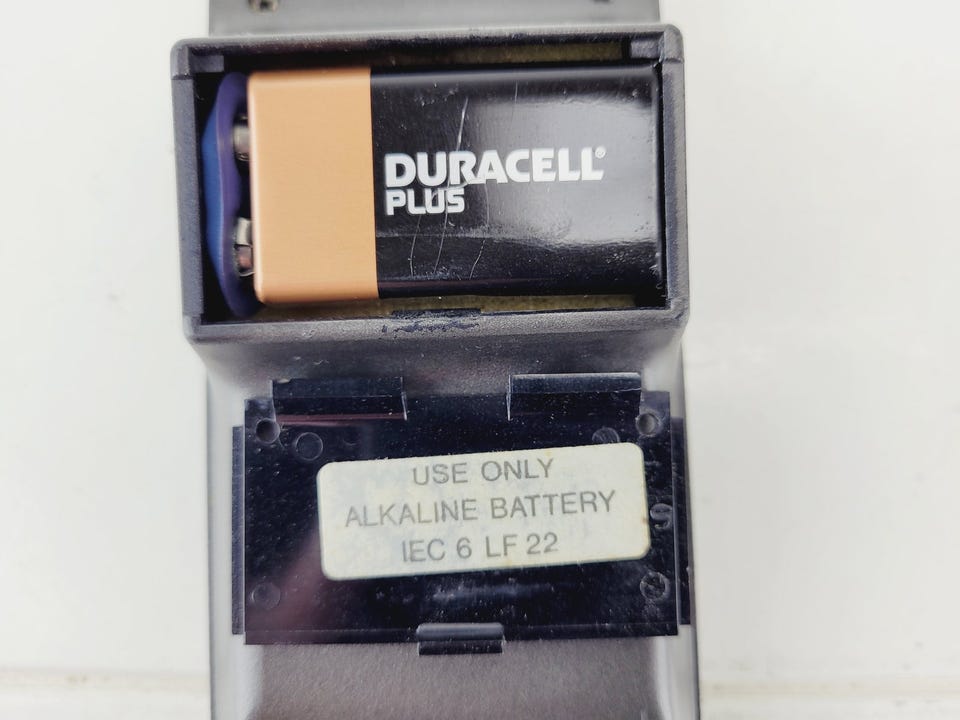 DURACELL®
PLUS
USE ONLY
ALKALINE BATTERY
IEC 6 LF 22